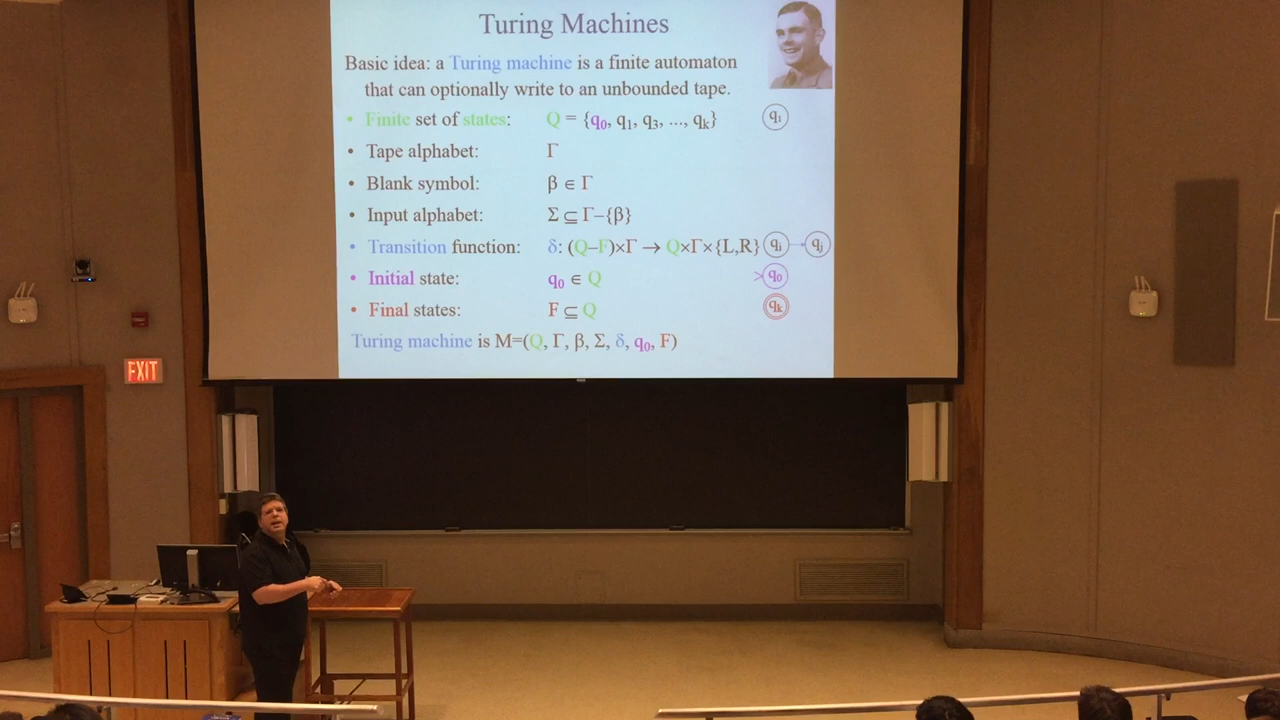 Turing Machines
Basic idea: a Turing machine is a finite automaton
that can optionally write to an unbounded tape.
• Finite set of states: Q = {q₀, q₁, q₃, ..., qₖ} qᵢ
• Tape alphabet: Γ
• Blank symbol: β ∈ Γ
• Input alphabet: Σ ⊆ Γ–{β}
• Transition function: δ: (Q–F)×Γ → Q×Γ×{L,R} qᵢ qⱼ
• Initial state: q₀ ∈ Q >q₀
• Final states: F ⊆ Q qₖ
Turing machine is M=(Q, Γ, β, Σ, δ, q₀, F)
EXIT